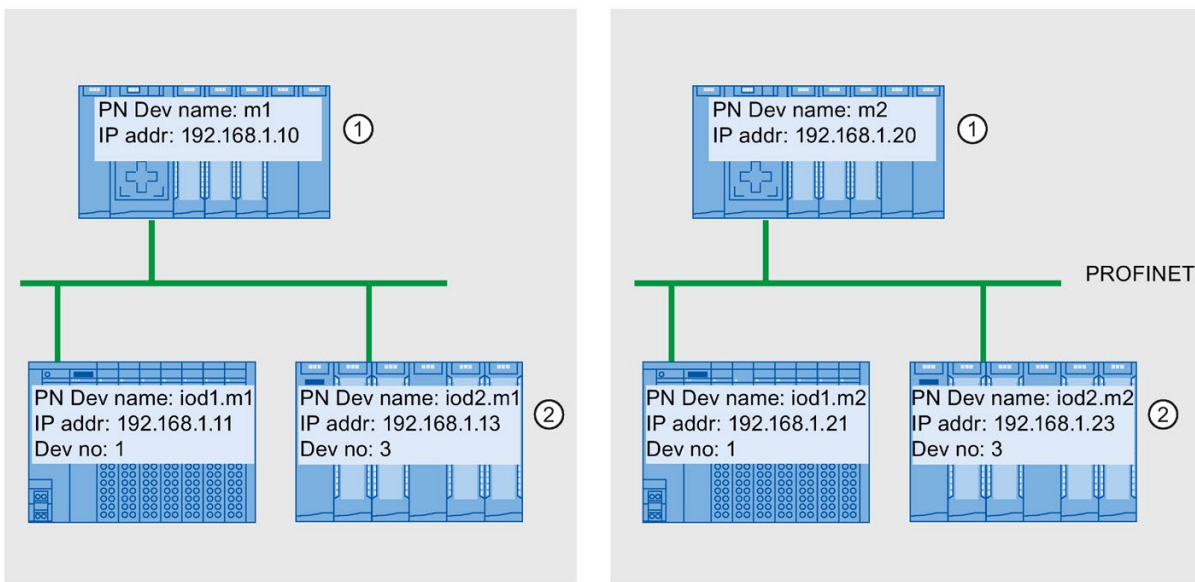 PN Dev name: m1
IP addr: 192.168.1.10
1
PN Dev name: m2
IP addr: 192.168.1.20
1
PROFINET
PN Dev name: iod1.m1
IP addr: 192.168.1.11
Dev no: 1
PN Dev name: iod2.m1
IP addr: 192.168.1.13
Dev no: 3
2
PN Dev name: iod1.m2
IP addr: 192.168.1.21
Dev no: 1
PN Dev name: iod2.m2
IP addr: 192.168.1.23
Dev no: 3
2